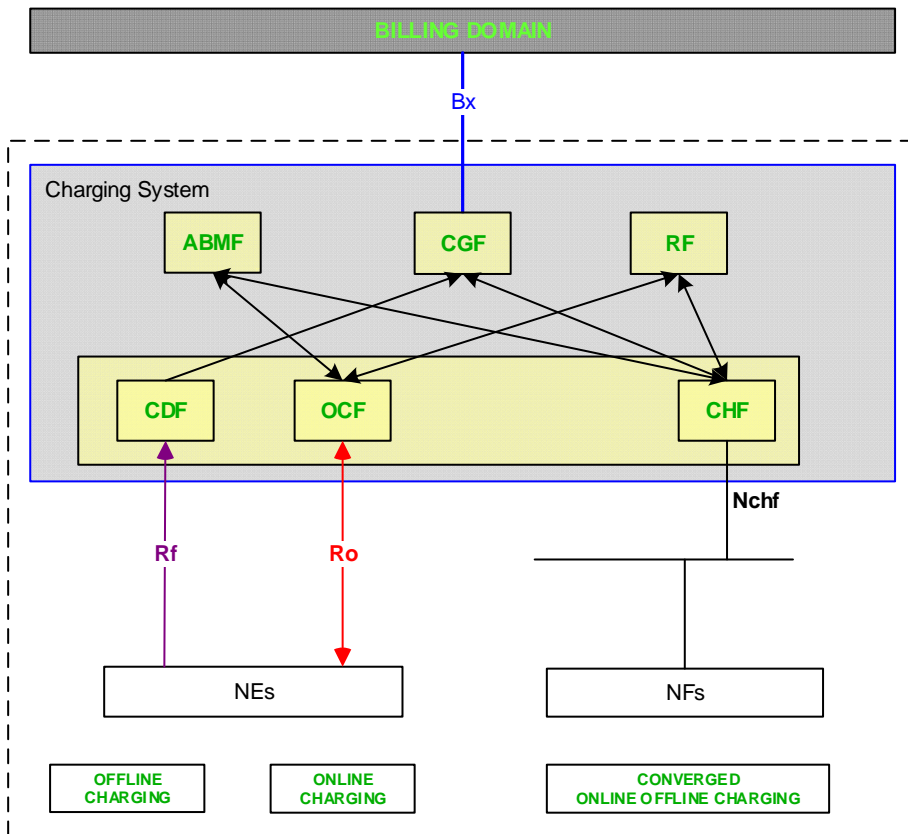 BILLING DOMAIN
Bx
Charging System
ABMF
CGF
RF
CDF
OCF
CHF
Nchf
Rf
Ro
NEs
NFs
OFFLINE
CHARGING
ONLINE
CHARGING
CONVERGED
ONLINE OFFLINE CHARGING